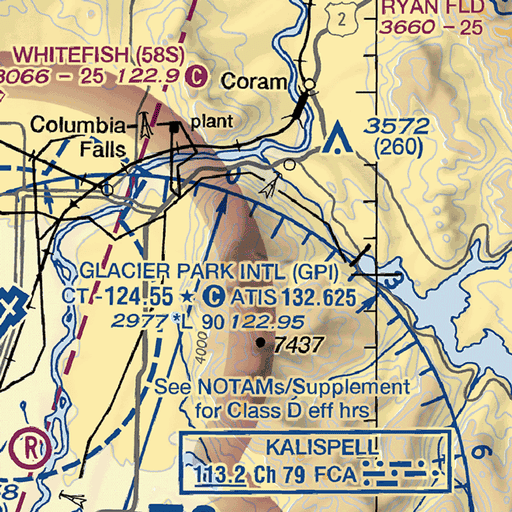 RYAN FLD
3660 – 25
2
WHITEFISH (58S)
3066 – 25 122.9 C
Coram
Columbia
Falls
plant
3572
(260)
GLACIER PARK INTL (GPI)
CT – 124.55 ★ C ATIS 132.625
2977 *L 90 122.95
4000
7437
See NOTAMs/Supplement
for Class D eff hrs
R
KALISPELL
113.2 Ch 79 FCA
6